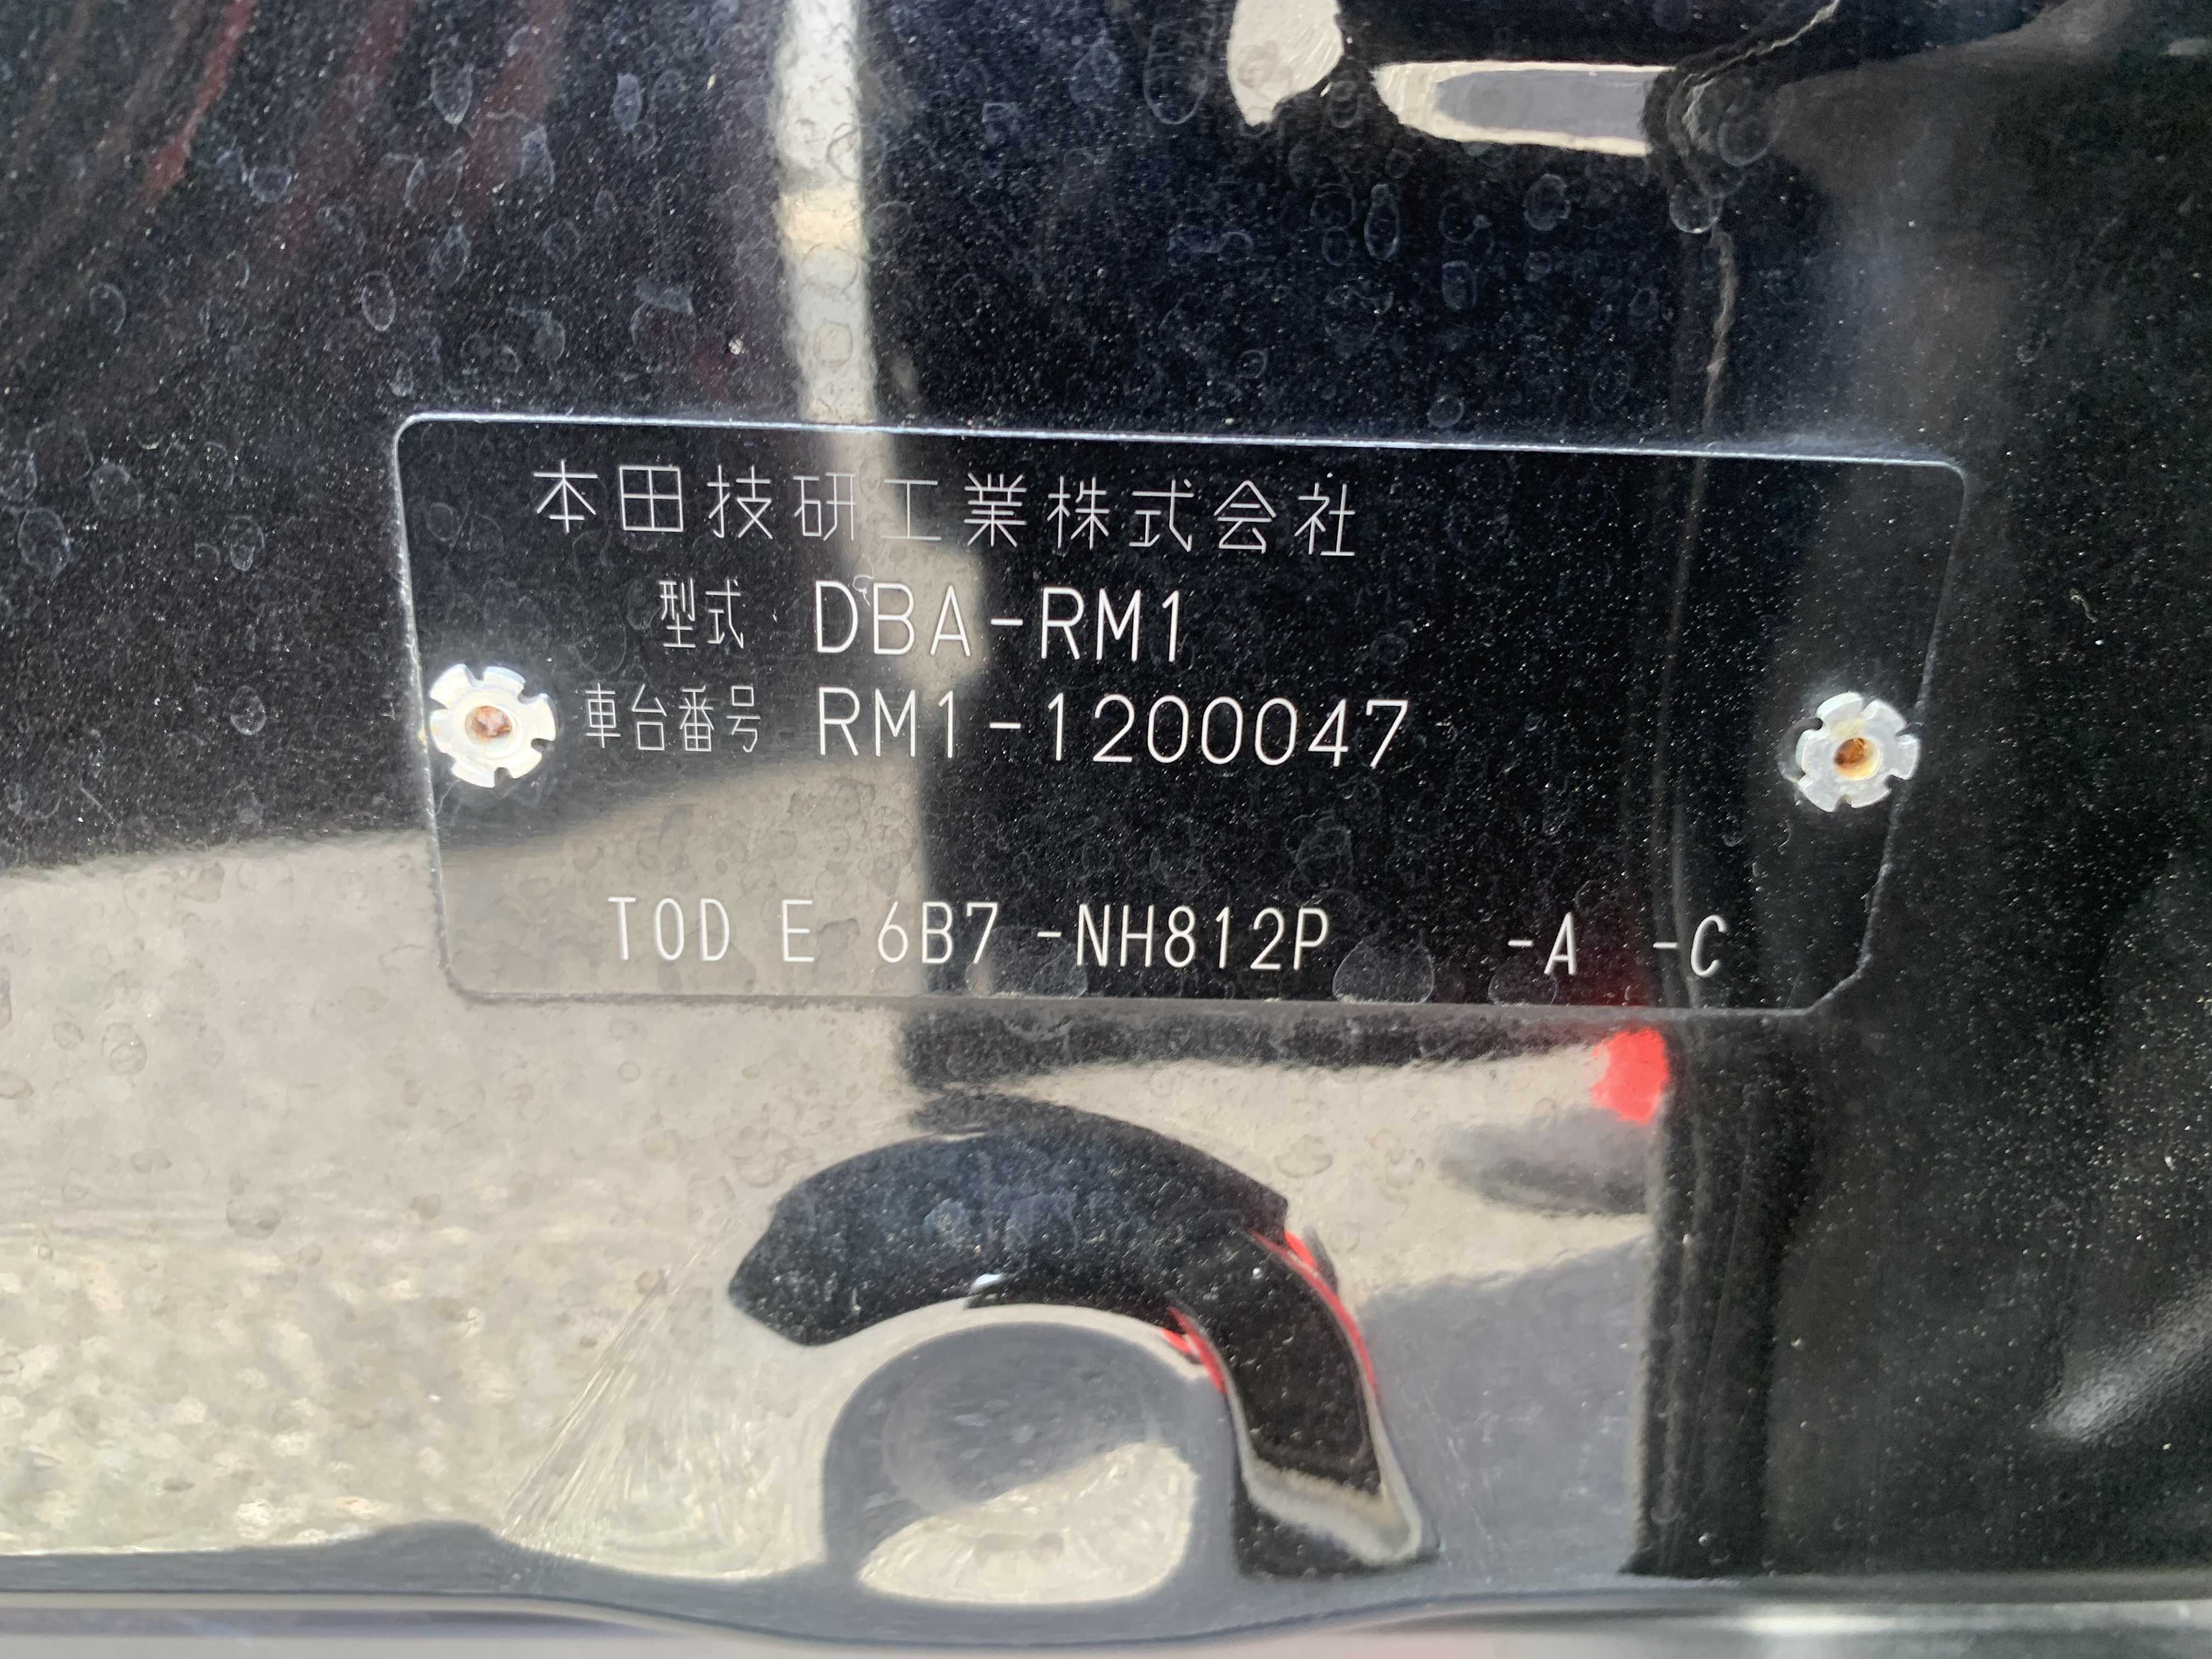 本田技研工業株式会社
型式 DBA-RM1
車台番号 RM1-1200047
TOD E 6B7 -NH812P -A -C